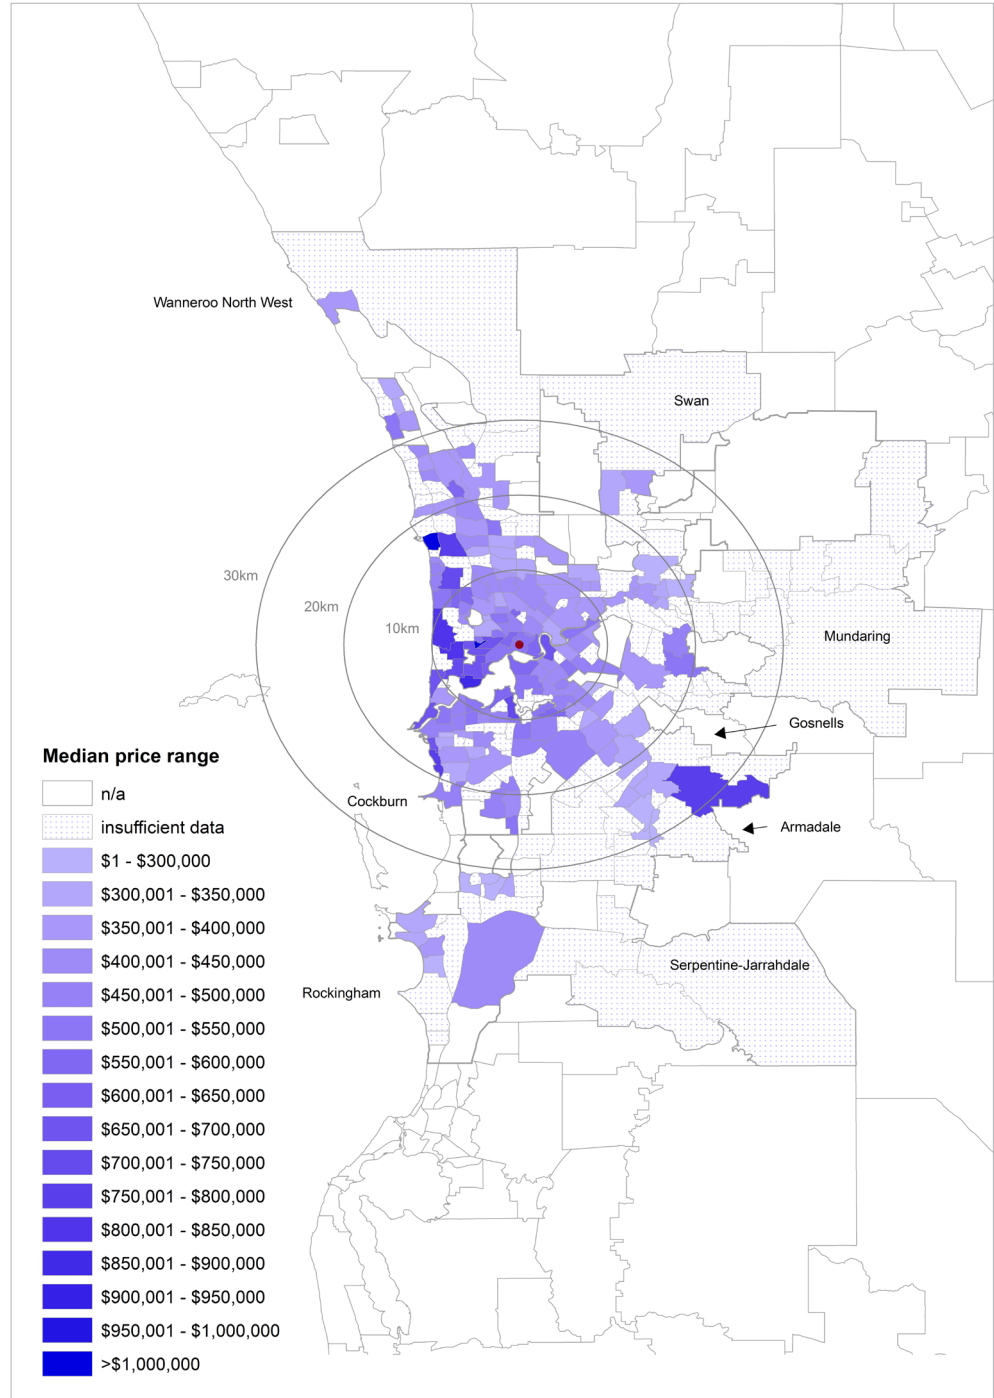 Wanneroo North West
Swan
30km
20km
10km
Mundaring
Gosnells
Median price range
n/a
Cockburn
insufficient data
Armadale
$1 - $300,000
$300,001 - $350,000
$350,001 - $400,000
$400,001 - $450,000
Serpentine-Jarrahdale
$450,001 - $500,000
Rockingham
$500,001 - $550,000
$550,001 - $600,000
$600,001 - $650,000
$650,001 - $700,000
$700,001 - $750,000
$750,001 - $800,000
$800,001 - $850,000
$850,001 - $900,000
$900,001 - $950,000
$950,001 - $1,000,000
>$1,000,000